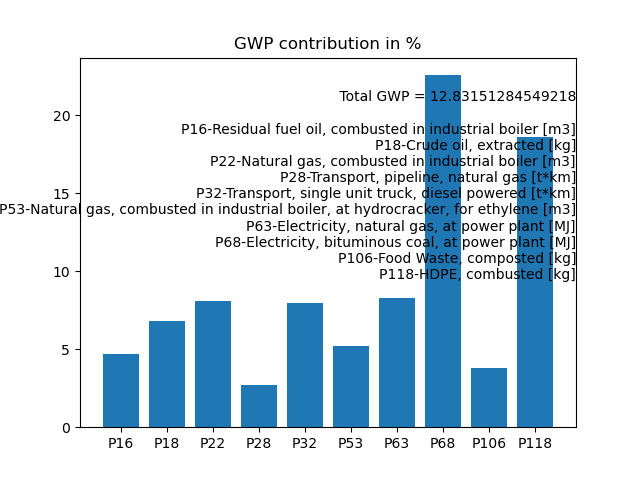 GWP contribution in %
Total GWP = 12.83151284549218
P16-Residual fuel oil, combusted in industrial boiler [m3]
P18-Crude oil, extracted [kg]
P22-Natural gas, combusted in industrial boiler [m3]
P28-Transport, pipeline, natural gas [t*km]
P32-Transport, single unit truck, diesel powered [t*km]
P53-Natural gas, combusted in industrial boiler, at hydrocracker, for ethylene [m3]
P63-Electricity, natural gas, at power plant [MJ]
P68-Electricity, bituminous coal, at power plant [MJ]
P106-Food Waste, composted [kg]
P118-HDPE, combusted [kg]
20
15
10
5
0
P16 P18 P22 P28 P32 P53 P63 P68 P106 P118